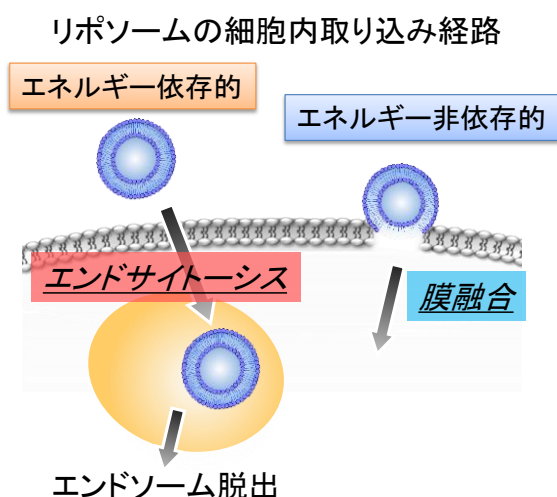 リポソームの細胞内取り込み経路
エネルギー依存的
エネルギー非依存的
エンドサイトーシス
膜融合
エンドソーム脱出